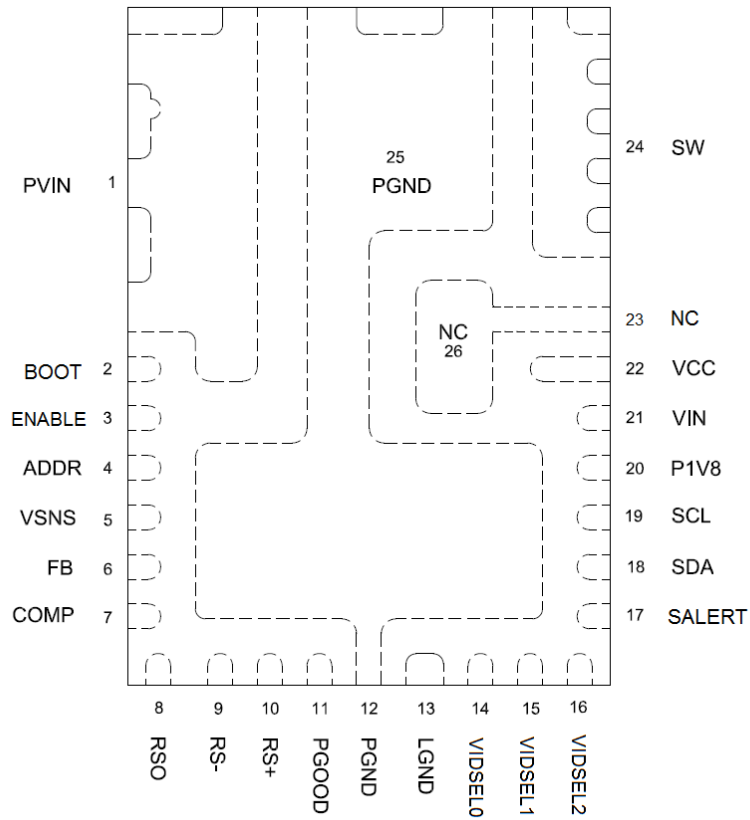 25
PGND
24 SW
PVIN 1
23 NC
NC
26
BOOT 2
22 VCC
ENABLE 3
21 VIN
ADDR 4
20 P1V8
VSNS 5
19 SCL
FB 6
18 SDA
COMP 7
17 SALERT
8
9
10
11
12
13
14
15
16
RSO
RS-
RS+
PGOOD
PGND
LGND
VIDSEL0
VIDSEL1
VIDSEL2